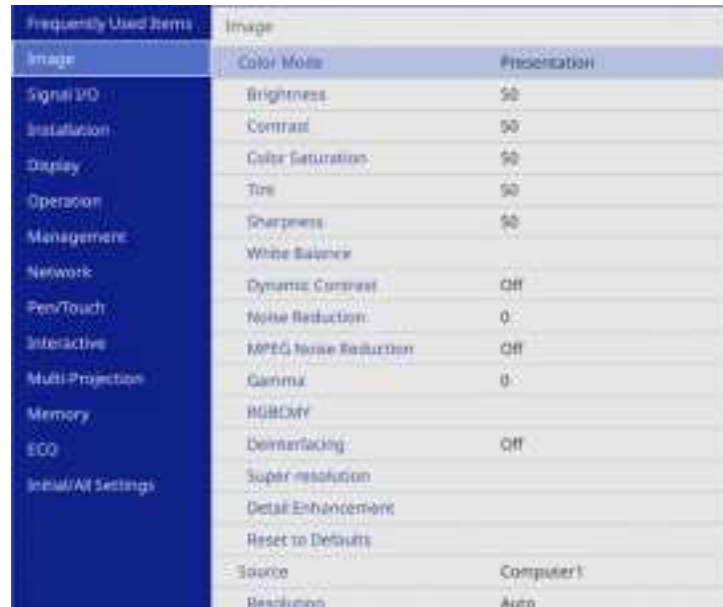 Frequently Used Items
Image
Signal I/O
Installation
Display
Operation
Management
Network
Pen/Touch
Interactive
Multi-Projection
Memory
ECO
Initial/All Settings
Image
Color Mode Presentation
Brightness 50
Contrast 50
Color Saturation 50
Tint 50
Sharpness 50
White Balance
Dynamic Contrast Off
Noise Reduction 0
MPEG Noise Reduction Off
Gamma 0
RGBCMY
Deinterlacing Off
Super-resolution
Detail Enhancement
Reset to Defaults
Source Computer1
Resolution Auto